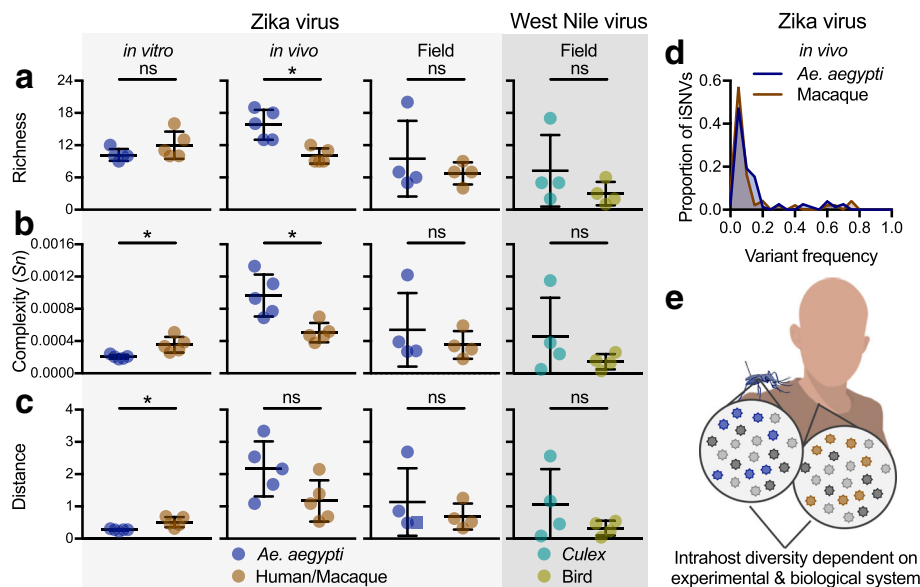 Zika virus
West Nile virus
in vitro
in vivo
Field
Field
a
ns
*
ns
ns
Richness
24
18
12
6
0
b
*
*
ns
ns
Complexity (Sn)
0.0016
0.0012
0.0008
0.0004
0.0000
c
*
ns
ns
ns
Distance
4
3
2
1
0
Ae. aegypti
Human/Macaque
Culex
Bird
d
Zika virus
in vivo
Ae. aegypti
Macaque
Proportion of iSNVs
0.6
0.4
0.2
0.0
0.0 0.2 0.4 0.6 0.8 1.0
Variant frequency
e
Intrahost diversity dependent on
experimental & biological system